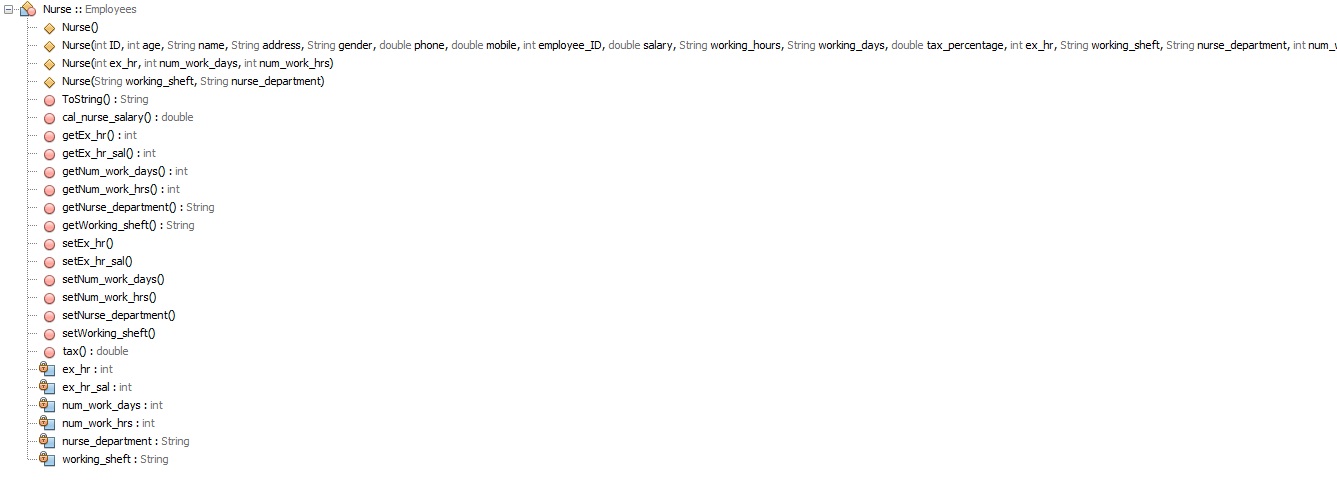 Nurse :: Employees
Nurse()
Nurse(int ID, int age, String name, String address, String gender, double phone, double mobile, int employee_ID, double salary, String working_hours, String working_days, double tax_percentage, int ex_hr, String working_sheft, String nurse_department, int num_
Nurse(int ex_hr, int num_work_days, int num_work_hrs)
Nurse(String working_sheft, String nurse_department)
ToString() : String
cal_nurse_salary() : double
getEx_hr() : int
getEx_hr_sal() : int
getNum_work_days() : int
getNum_work_hrs() : int
getNurse_department() : String
getWorking_sheft() : String
setEx_hr()
setEx_hr_sal()
setNum_work_days()
setNum_work_hrs()
setNurse_department()
setWorking_sheft()
tax() : double
ex_hr : int
ex_hr_sal : int
num_work_days : int
num_work_hrs : int
nurse_department : String
working_sheft : String